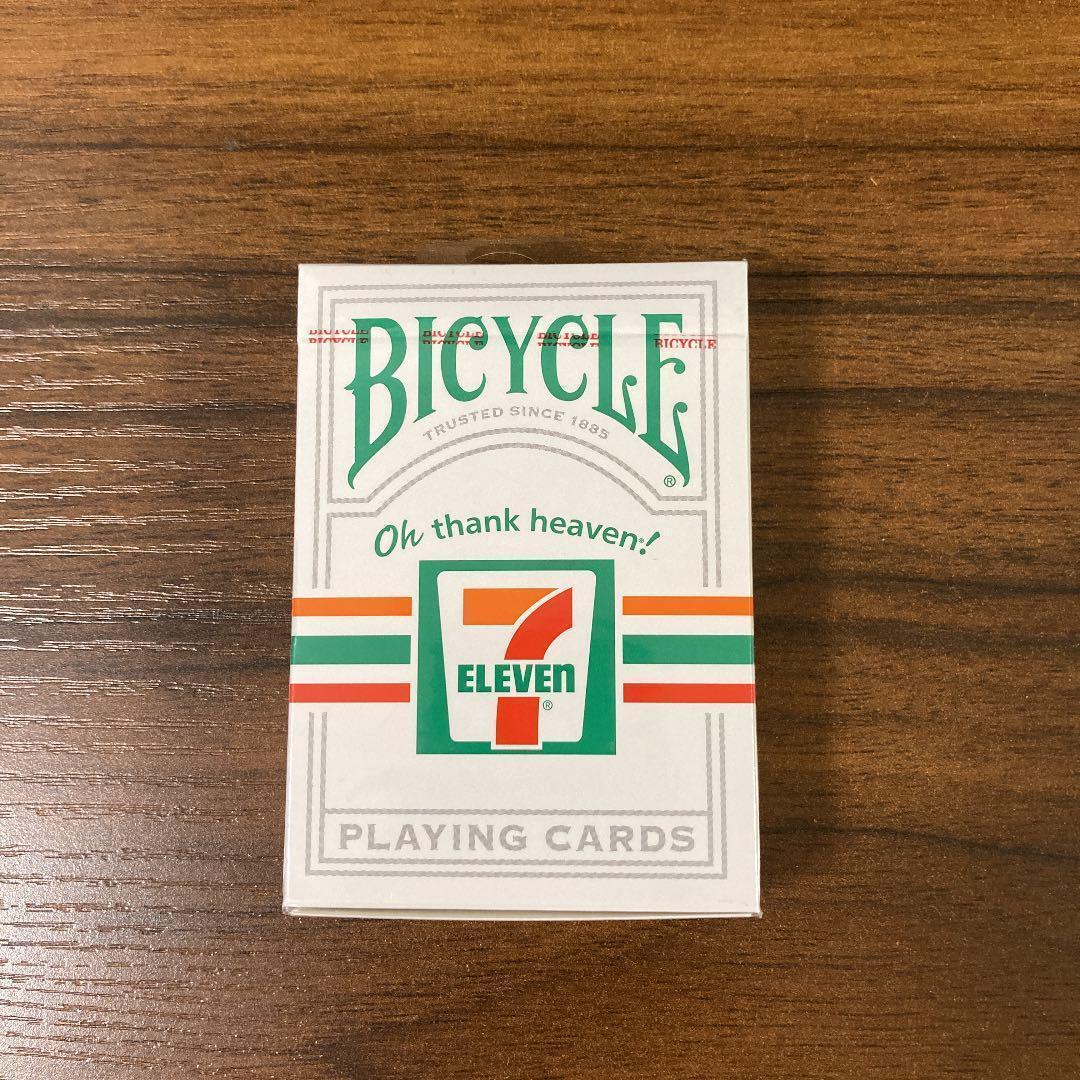 BICYCLE
BICYCLE BICYCLE BICYCLE BICYCLE
TRUSTED SINCE 1885
®
Oh thank heaven!
7
ELEVEn
®
PLAYING CARDS